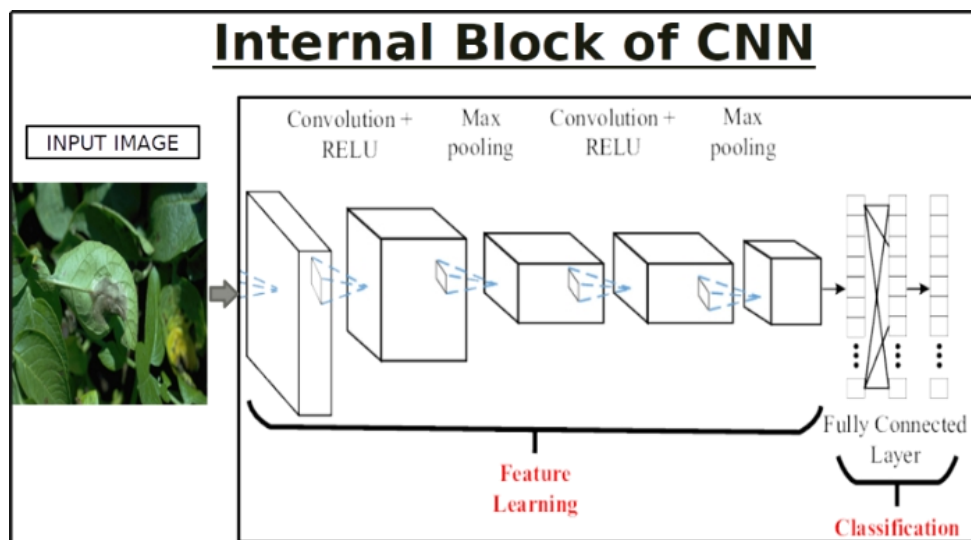 Internal Block of CNN
INPUT IMAGE
Convolution +
RELU
Max
pooling
Convolution +
RELU
Max
pooling
Fully Connected
Layer
Feature
Learning
Classification